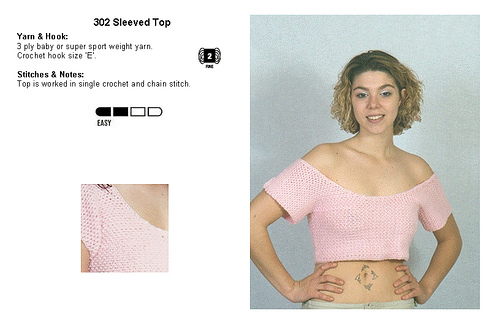 302 Sleeved Top
Yarn & Hook:
3 ply baby or super sport weight yarn.
Crochet hook size 'E'.
2
FINE
Stitches & Notes:
Top is worked in single crochet and chain stitch.
EASY